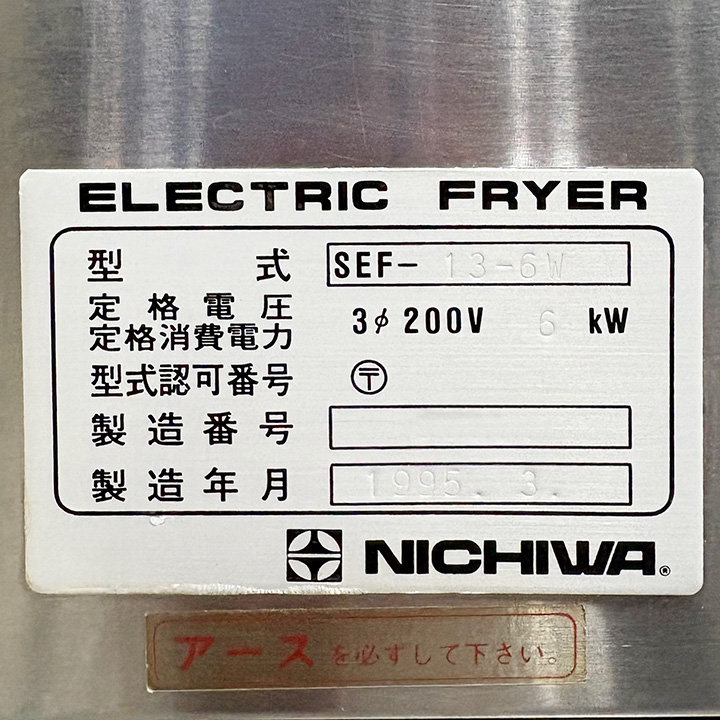 ELECTRIC FRYER
型式 SEF- 13-6W
定格電圧
定格消費電力 3φ 200V 6 kW
型式認可番号 〶
製造番号
製造年月 1995. 3.
NICHIWA®
アースを必ずして下さい。